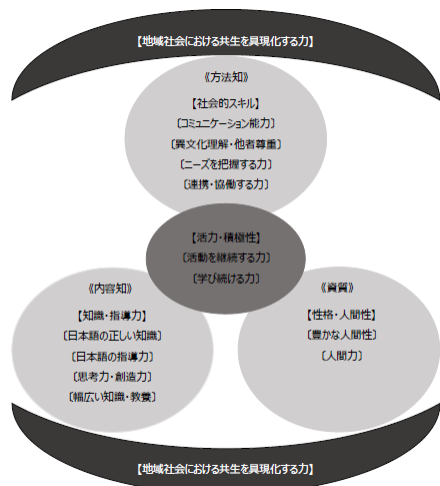 【地域社会における共生を具現化する力】
《方法知》
【社会的スキル】
〔コミュニケーション能力〕
〔異文化理解・他者尊重〕
〔ニーズを把握する力〕
〔連携・協働する力〕
【活力・積極性】
〔活動を継続する力〕
〔学び続ける力〕
《内容知》
【知識・指導力】
〔日本語の正しい知識〕
〔日本語の指導力〕
〔思考力・創造力〕
〔幅広い知識・教養〕
《資質》
【性格・人間性】
〔豊かな人間性〕
〔人間力〕
【地域社会における共生を具現化する力】